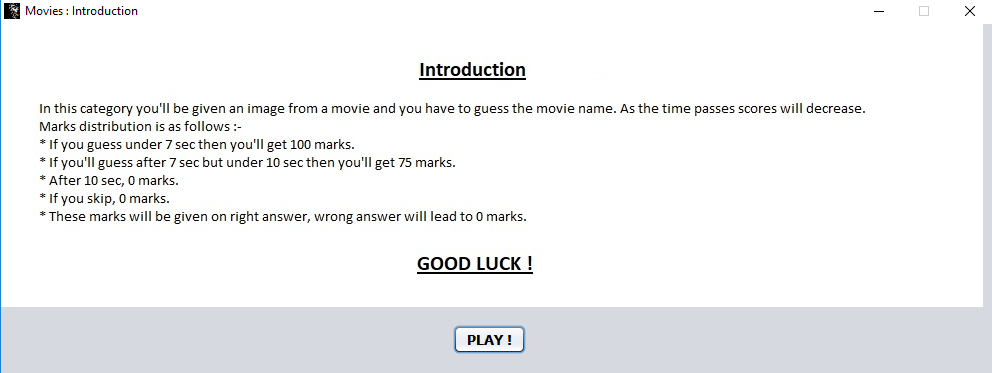 Movies : Introduction
Introduction
In this category you'll be given an image from a movie and you have to guess the movie name. As the time passes scores will decrease.
Marks distribution is as follows :-
* If you guess under 7 sec then you'll get 100 marks.
* If you'll guess after 7 sec but under 10 sec then you'll get 75 marks.
* After 10 sec, 0 marks.
* If you skip, 0 marks.
* These marks will be given on right answer, wrong answer will lead to 0 marks.
GOOD LUCK !
PLAY !